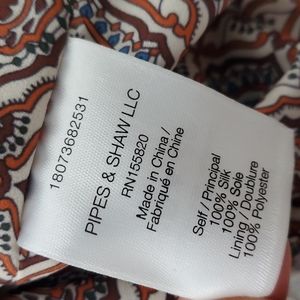 18073682531
PIPES & SHAW LLC
RN155920
Made in China /
Fabriqué en Chine
Self / Principal
100% Silk
100% Soie
Lining / Doublure
100% Polyester